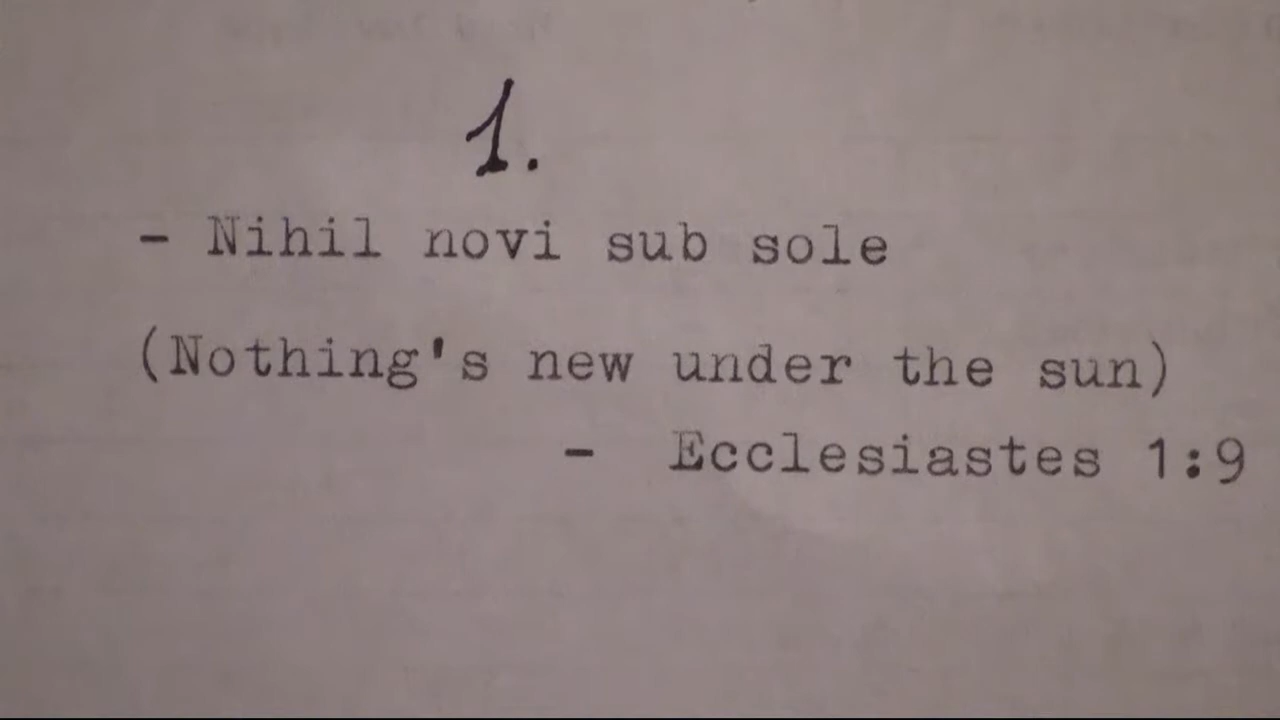 1.
- Nihil novi sub sole
(Nothing's new under the sun)
- Ecclesiastes 1:9